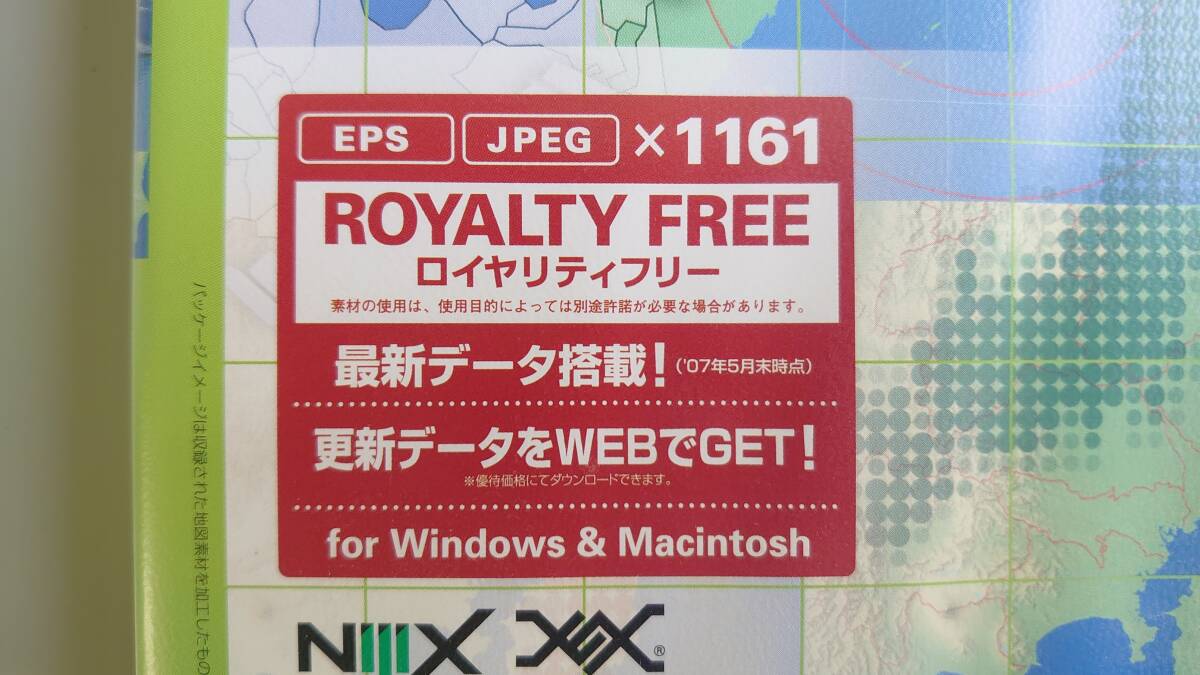 EPS JPEG ×1161
ROYALTY FREE
ロイヤリティフリー
素材の使用は、使用目的によっては別途許諾が必要な場合があります。
最新データ搭載！（'07年5月末時点）
更新データをWEBでGET！
※優待価格にてダウンロードできます。
for Windows & Macintosh
パッケージイメージは収録された地図素材を加工したもの